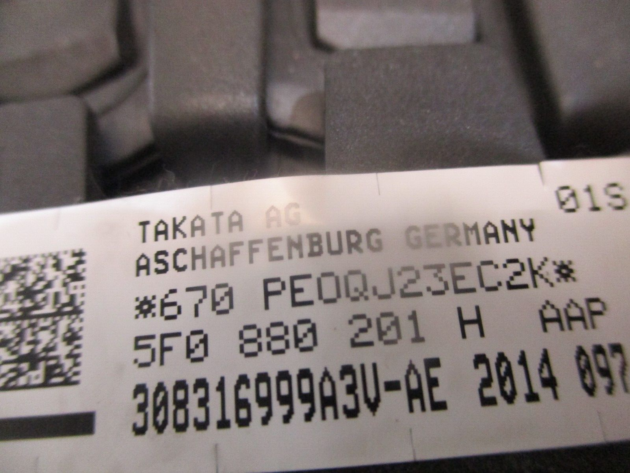 01S
TAKATA AG
ASCHAFFENBURG GERMANY
*670 PE0QJ23EC2K*
5F0 880 201 H AAP
308316999A3V-AE 2014 097